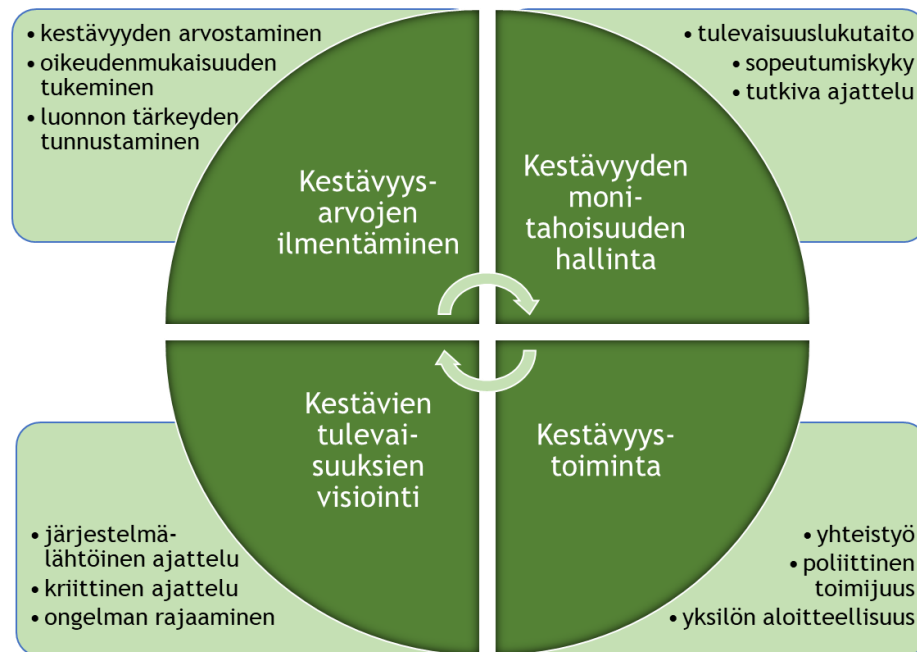 • kestävyyden arvostaminen
• oikeudenmukaisuuden
tukeminen
• luonnon tärkeyden
tunnustaminen
• tulevaisuuslukutaito
• sopeutumiskyky
• tutkiva ajattelu
Kestävyys-
arvojen
ilmentäminen
Kestävyyden
moni-
tahoisuuden
hallinta
Kestävien
tulevai-
suuksien
visiointi
Kestävyys-
toiminta
• järjestelmä-
lähtöinen ajattelu
• kriittinen ajattelu
• ongelman rajaaminen
• yhteistyö
• poliittinen
toimijuus
• yksilön aloitteellisuus